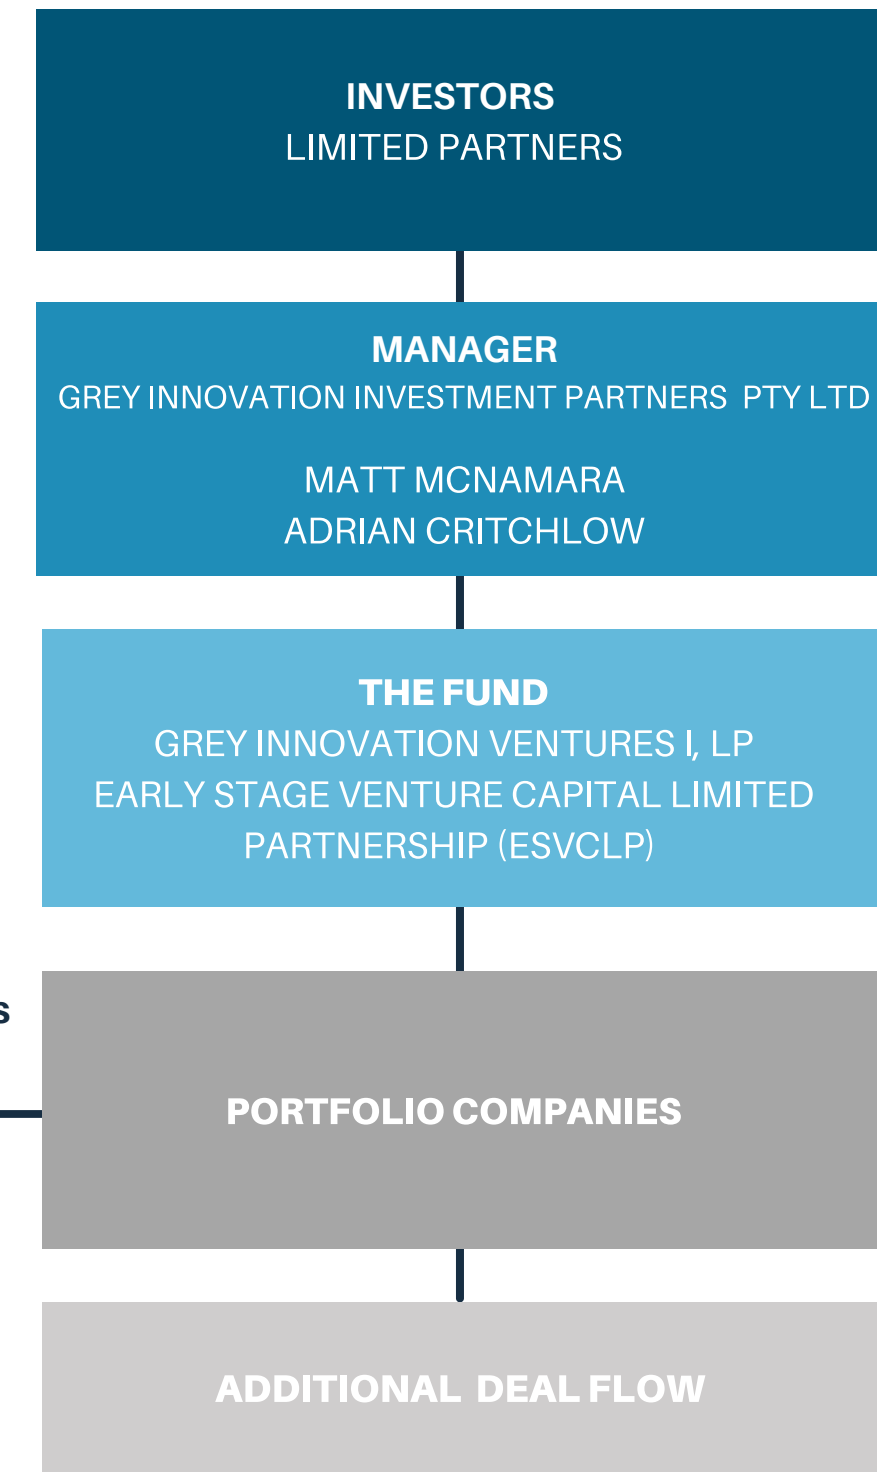 INVESTORS
LIMITED PARTNERS
MANAGER
GREY INNOVATION INVESTMENT PARTNERS PTY LTD
MATT MCNAMARA
ADRIAN CRITCHLOW
THE FUND
GREY INNOVATION VENTURES I, LP
EARLY STAGE VENTURE CAPITAL LIMITED
PARTNERSHIP (ESVCLP)
PORTFOLIO COMPANIES
ADDITIONAL DEAL FLOW